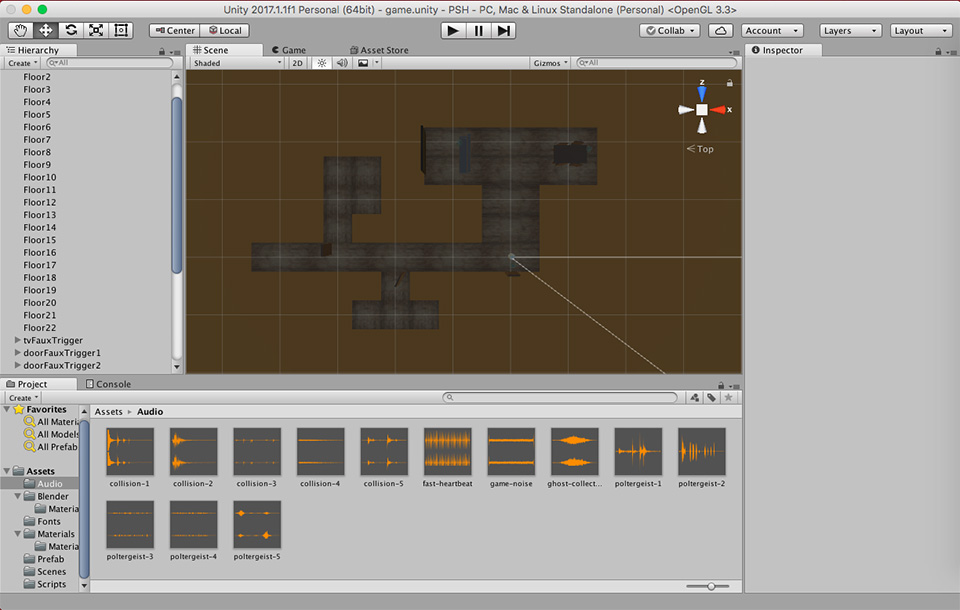 Unity 2017.1.1f1 Personal (64bit) - game.unity - PSH - PC, Mac & Linux Standalone (Personal) <OpenGL 3.3>
Center Local Collab Account Layers Layout
Hierarchy Scene Game Asset Store Inspector
Create All Shaded 2D Gizmos All
Floor2
Floor3
Floor4
Floor5
Floor6
Floor7
Floor8
Floor9
Floor10
Floor11
Floor12
Floor13
Floor14
Floor15
Floor16
Floor17
Floor18
Floor19
Floor20
Floor21
Floor22
tvFauxTrigger
doorFauxTrigger1
doorFauxTrigger2
z
x
Top
Project Console
Create
Favorites
All Materia
All Models
All Prefab
Assets
Audio
Blender
Materia
Fonts
Materials
Materia
Prefab
Scenes
Scripts
Assets Audio
collision-1 collision-2 collision-3 collision-4 collision-5 fast-heartbeat game-noise ghost-collect... poltergeist-1 poltergeist-2
poltergeist-3 poltergeist-4 poltergeist-5